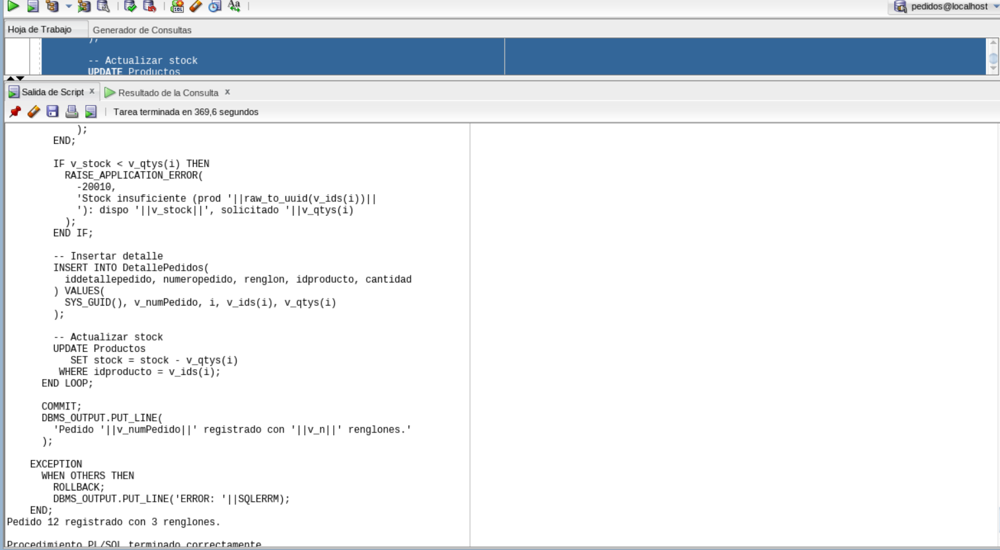 pedidos@localhost
Hoja de Trabajo
Generador de Consultas
);
-- Actualizar stock
UPDATE Productos
Salida de Script x
Resultado de la Consulta x
Tarea terminada en 369,6 segundos
);
END;
IF v_stock < v_qtys(i) THEN
RAISE_APPLICATION_ERROR(
-20010,
'Stock insuficiente (prod '||raw_to_uuid(v_ids(i))||
'): dispo '||v_stock||', solicitado '||v_qtys(i)
);
END IF;
-- Insertar detalle
INSERT INTO DetallePedidos(
iddetallepedido, numeropedido, renglon, idproducto, cantidad
) VALUES(
SYS_GUID(), v_numPedido, i, v_ids(i), v_qtys(i)
);
-- Actualizar stock
UPDATE Productos
SET stock = stock - v_qtys(i)
WHERE idproducto = v_ids(i);
END LOOP;
COMMIT;
DBMS_OUTPUT.PUT_LINE(
'Pedido '||v_numPedido||' registrado con '||v_n||' renglones.'
);
EXCEPTION
WHEN OTHERS THEN
ROLLBACK;
DBMS_OUTPUT.PUT_LINE('ERROR: '||SQLERRM);
END;
Pedido 12 registrado con 3 renglones.
Procedimiento PL/SQL terminado correctamente